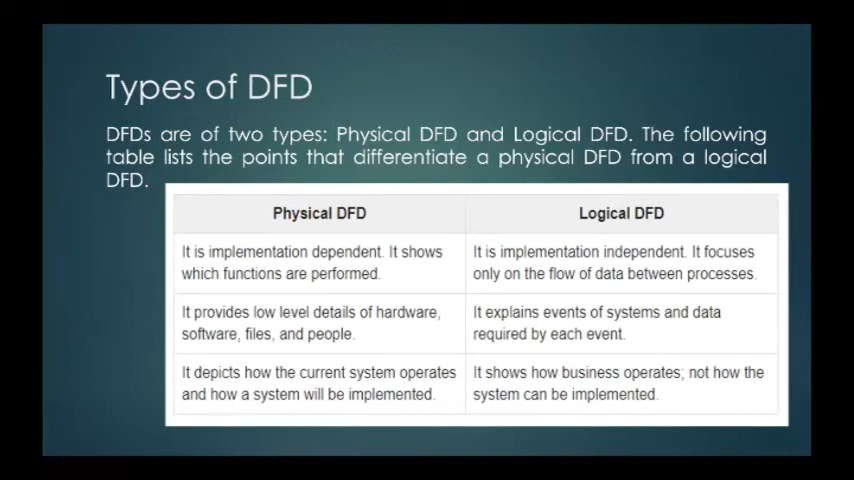 Types of DFD
DFDs are of two types: Physical DFD and Logical DFD. The following
table lists the points that differentiate a physical DFD from a logical
DFD.
Physical DFD
Logical DFD
It is implementation dependent. It shows
which functions are performed.
It is implementation independent. It focuses
only on the flow of data between processes.
It provides low level details of hardware,
software, files, and people.
It explains events of systems and data
required by each event.
It depicts how the current system operates
and how a system will be implemented.
It shows how business operates; not how the
system can be implemented.